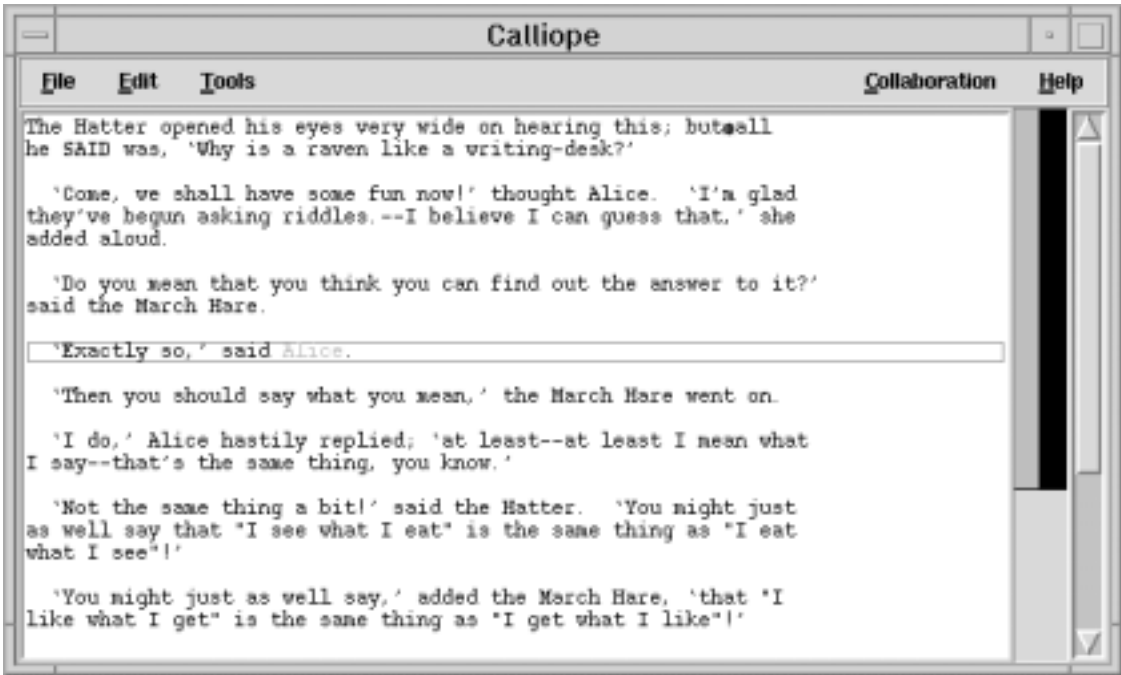 Calliope
File Edit Tools Collaboration Help
The Hatter opened his eyes very wide on hearing this; but all
he SAID was, `Why is a raven like a writing-desk?'
`Come, we shall have some fun now!' thought Alice.  `I'm glad
they've begun asking riddles.--I believe I can guess that,' she
added aloud.
`Do you mean that you think you can find out the answer to it?'
said the March Hare.
`Exactly so,' said Alice.
`Then you should say what you mean,' the March Hare went on.
`I do,' Alice hastily replied; `at least--at least I mean what
I say--that's the same thing, you know.'
`Not the same thing a bit!' said the Hatter.  `You might just
as well say that "I see what I eat" is the same thing as "I eat
what I see"!'
`You might just as well say,' added the March Hare, `that "I
like what I get" is the same thing as "I get what I like"!'